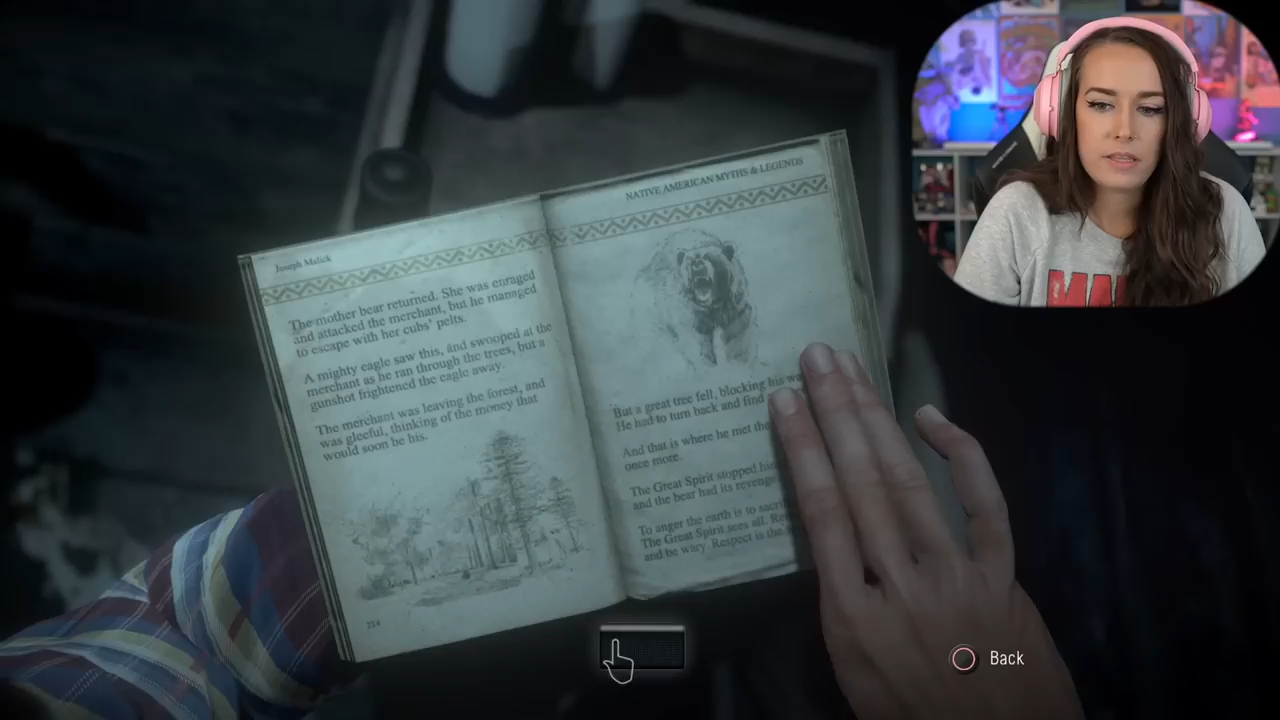 Joseph Malick
The mother bear returned. She was enraged
and attacked the merchant, but he managed
to escape with her cubs' pelts.
A mighty eagle saw this, and swooped at the
merchant as he ran through the trees, but a
gunshot frightened the eagle away.
The merchant was leaving the forest, and
was gleeful, thinking of the money that
would soon be his.
114
NATIVE AMERICAN MYTHS & LEGENDS
But a great tree fell, blocking his
He had to turn back and find
And that is where he met
once more.
The Great Spirit stopped
and the bear had its
To anger the earth is to
The Great Spirit sees all.
and be wary. Respect is the
Back